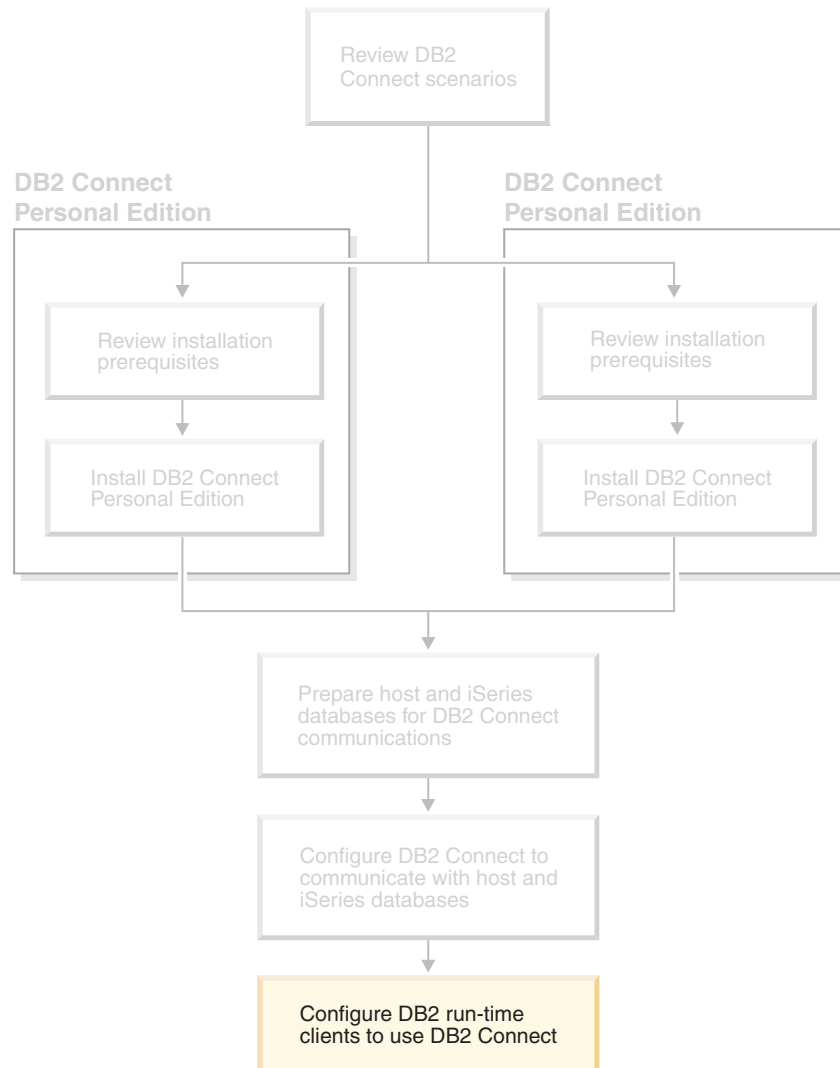 Review DB2
Connect scenarios
DB2 Connect
Personal Edition
Review installation
prerequisites
Install DB2 Connect
Personal Edition
DB2 Connect
Personal Edition
Review installation
prerequisites
Install DB2 Connect
Personal Edition
Prepare host and iSeries
databases for DB2 Connect
communications
Configure DB2 Connect to
communicate with host and
iSeries databases
Configure DB2 run-time
clients to use DB2 Connect